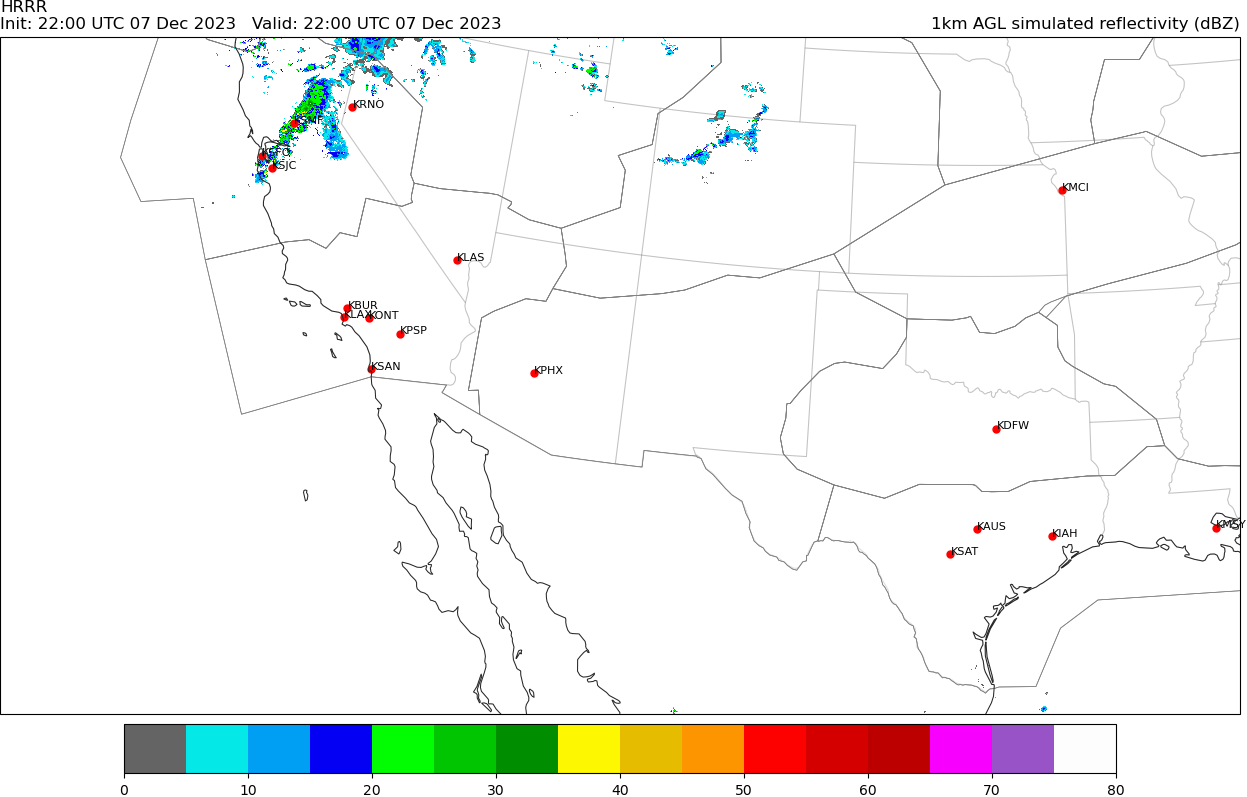 HRRR
Init: 22:00 UTC 07 Dec 2023   Valid: 22:00 UTC 07 Dec 2023   1km AGL simulated reflectivity (dBZ)
KRNO
KSFO
KSJC
KMCI
KLAS
KBUR
KLAX
KONT
KPSP
KSAN
KPHX
KDFW
KAUS
KIAH
KSAT
KMSY
0 10 20 30 40 50 60 70 80